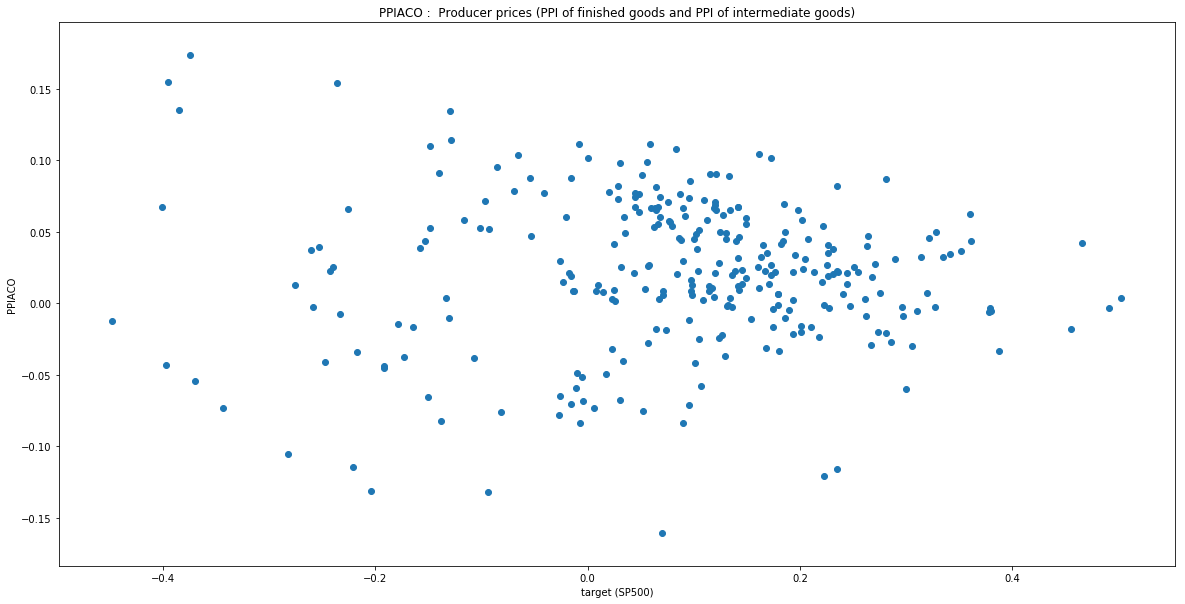 PPIACO :  Producer prices (PPI of finished goods and PPI of intermediate goods)
PPIACO
0.15
0.10
0.05
0.00
−0.05
−0.10
−0.15
−0.4 −0.2 0.0 0.2 0.4
target (SP500)